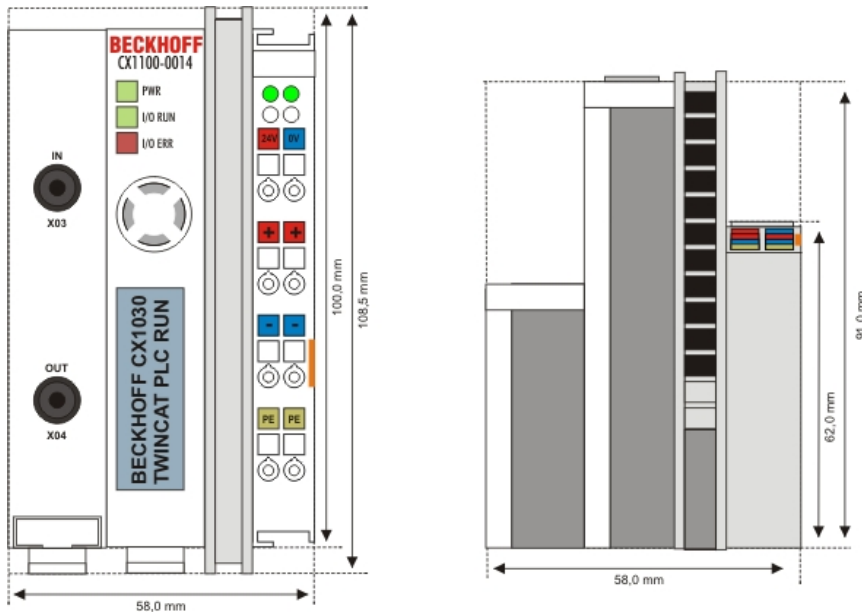 BECKHOFF
CX1100-0014
PWR
I/O RUN
I/O ERR
IN
X03
OUT
X04
BECKHOFF CX1030
TWINCAT PLC RUN
24V 0V
+ +
- -
PE PE
100,0 mm
108,5 mm
58,0 mm
91,0 mm
62,0 mm
58,0 mm